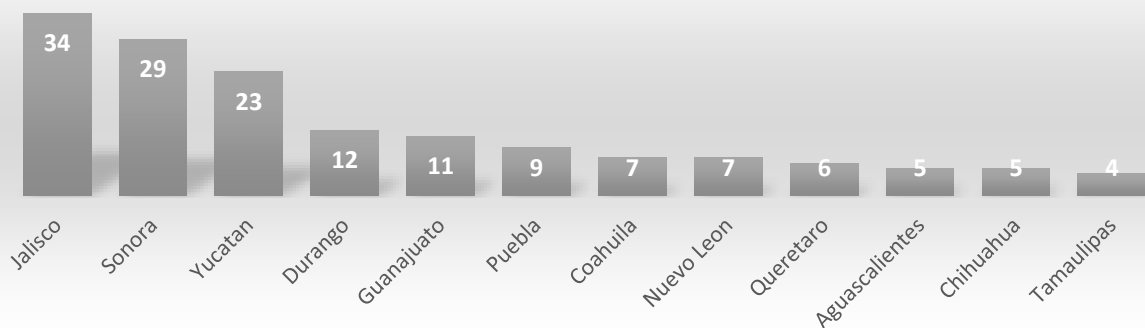 34
29
23
12
11
9
7
7
6
5
5
4
Jalisco
Sonora
Yucatan
Durango
Guanajuato
Puebla
Coahuila
Nuevo Leon
Queretaro
Aguascalientes
Chihuahua
Tamaulipas